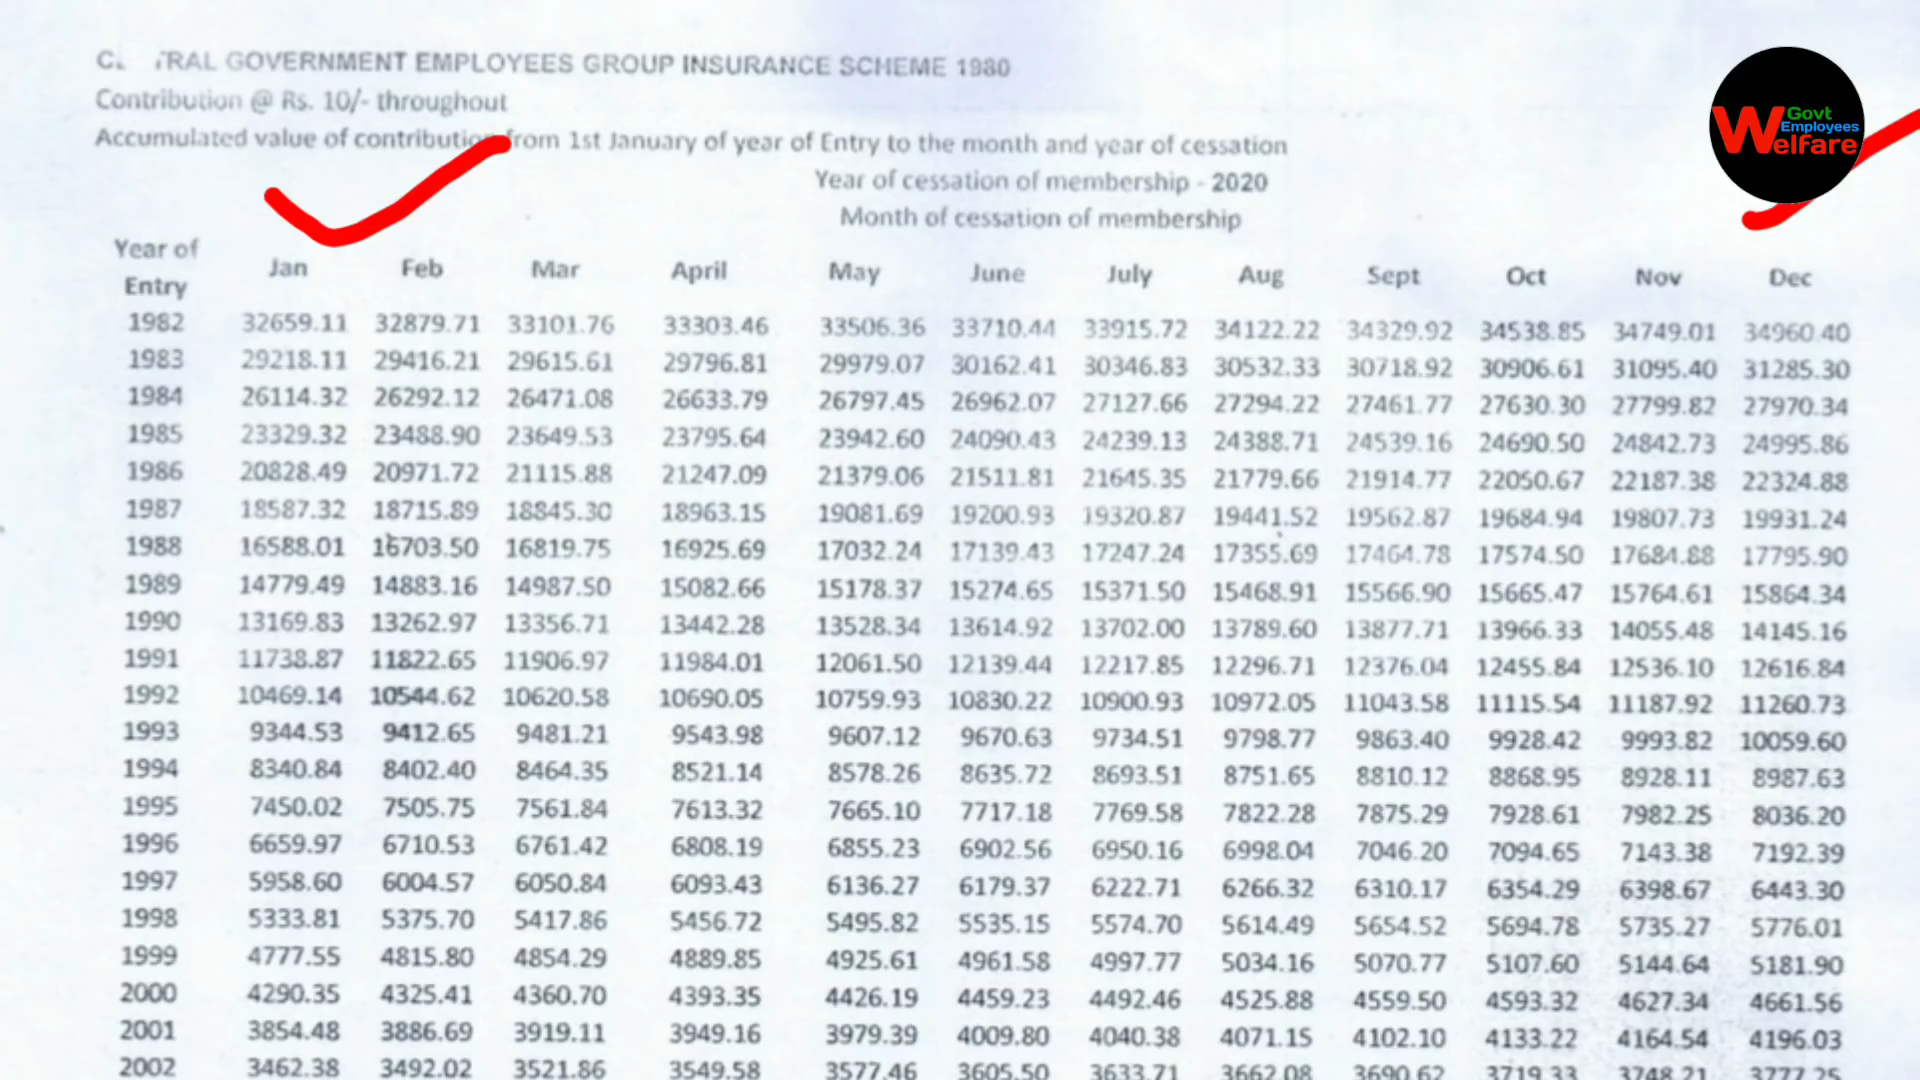 RAL GOVERNMENT EMPLOYEES GROUP INSURANCE SCHEME 1980
Contribution @ Rs. 10/- throughout
Accumulated value of contribution from 1st January of year of Entry to the month and year of cessation
Year of cessation of membership - 2020
Month of cessation of membership
Govt
Employees
Welfare
Year of Entry Jan Feb Mar April May June July Aug Sept Oct Nov Dec
1982 32659.11 32879.71 33101.76 33303.46 33506.36 33710.44 33915.72 34122.22 34329.92 34538.85 34749.01 34960.40
1983 29218.11 29416.21 29615.61 29796.81 29979.07 30162.41 30346.83 30532.33 30718.92 30906.61 31095.40 31285.30
1984 26114.32 26292.12 26471.08 26633.79 26797.45 26962.07 27127.66 27294.22 27461.77 27630.30 27799.82 27970.34
1985 23329.32 23488.90 23649.53 23795.64 23942.60 24090.43 24239.13 24388.71 24539.16 24690.50 24842.73 24995.86
1986 20828.49 20971.72 21115.88 21247.09 21379.06 21511.81 21645.35 21779.66 21914.77 22050.67 22187.38 22324.88
1987 18587.32 18715.89 18845.30 18963.15 19081.69 19200.93 19320.87 19441.52 19562.87 19684.94 19807.73 19931.24
1988 16588.01 16703.50 16819.75 16925.69 17032.24 17139.43 17247.24 17355.69 17464.78 17574.50 17684.88 17795.90
1989 14779.49 14883.16 14987.50 15082.66 15178.37 15274.65 15371.50 15468.91 15566.90 15665.47 15764.61 15864.34
1990 13169.83 13262.97 13356.71 13442.28 13528.34 13614.92 13702.00 13789.60 13877.71 13966.33 14055.48 14145.16
1991 11738.87 11822.65 11906.97 11984.01 12061.50 12139.44 12217.85 12296.71 12376.04 12455.84 12536.10 12616.84
1992 10469.14 10544.62 10620.58 10690.05 10759.93 10830.22 10900.93 10972.05 11043.58 11115.54 11187.92 11260.73
1993 9344.53 9412.65 9481.21 9543.98 9607.12 9670.63 9734.51 9798.77 9863.40 9928.42 9993.82 10059.60
1994 8340.84 8402.40 8464.35 8521.14 8578.26 8635.72 8693.51 8751.65 8810.12 8868.95 8928.11 8987.63
1995 7450.02 7505.75 7561.84 7613.32 7665.10 7717.18 7769.58 7822.28 7875.29 7928.61 7982.25 8036.20
1996 6659.97 6710.53 6761.42 6808.19 6855.23 6902.56 6950.16 6998.04 7046.20 7094.65 7143.38 7192.39
1997 5958.60 6004.57 6050.84 6093.43 6136.27 6179.37 6222.71 6266.32 6310.17 6354.29 6398.67 6443.30
1998 5333.81 5375.70 5417.86 5456.72 5495.82 5535.15 5574.70 5614.49 5654.52 5694.78 5735.27 5776.01
1999 4777.55 4815.80 4854.29 4889.85 4925.61 4961.58 4997.77 5034.16 5070.77 5107.60 5144.64 5181.90
2000 4290.35 4325.41 4360.70 4393.35 4426.19 4459.23 4492.46 4525.88 4559.50 4593.32 4627.34 4661.56
2001 3854.48 3886.69 3919.11 3949.16 3979.39 4009.80 4040.38 4071.15 4102.10 4133.22 4164.54 4196.03
2002 3462.38 3492.02 3521.86 3549.58 3577.46 3605.50 3633.71 3662.08 3690.62 3719.33 3748.21 3777.25